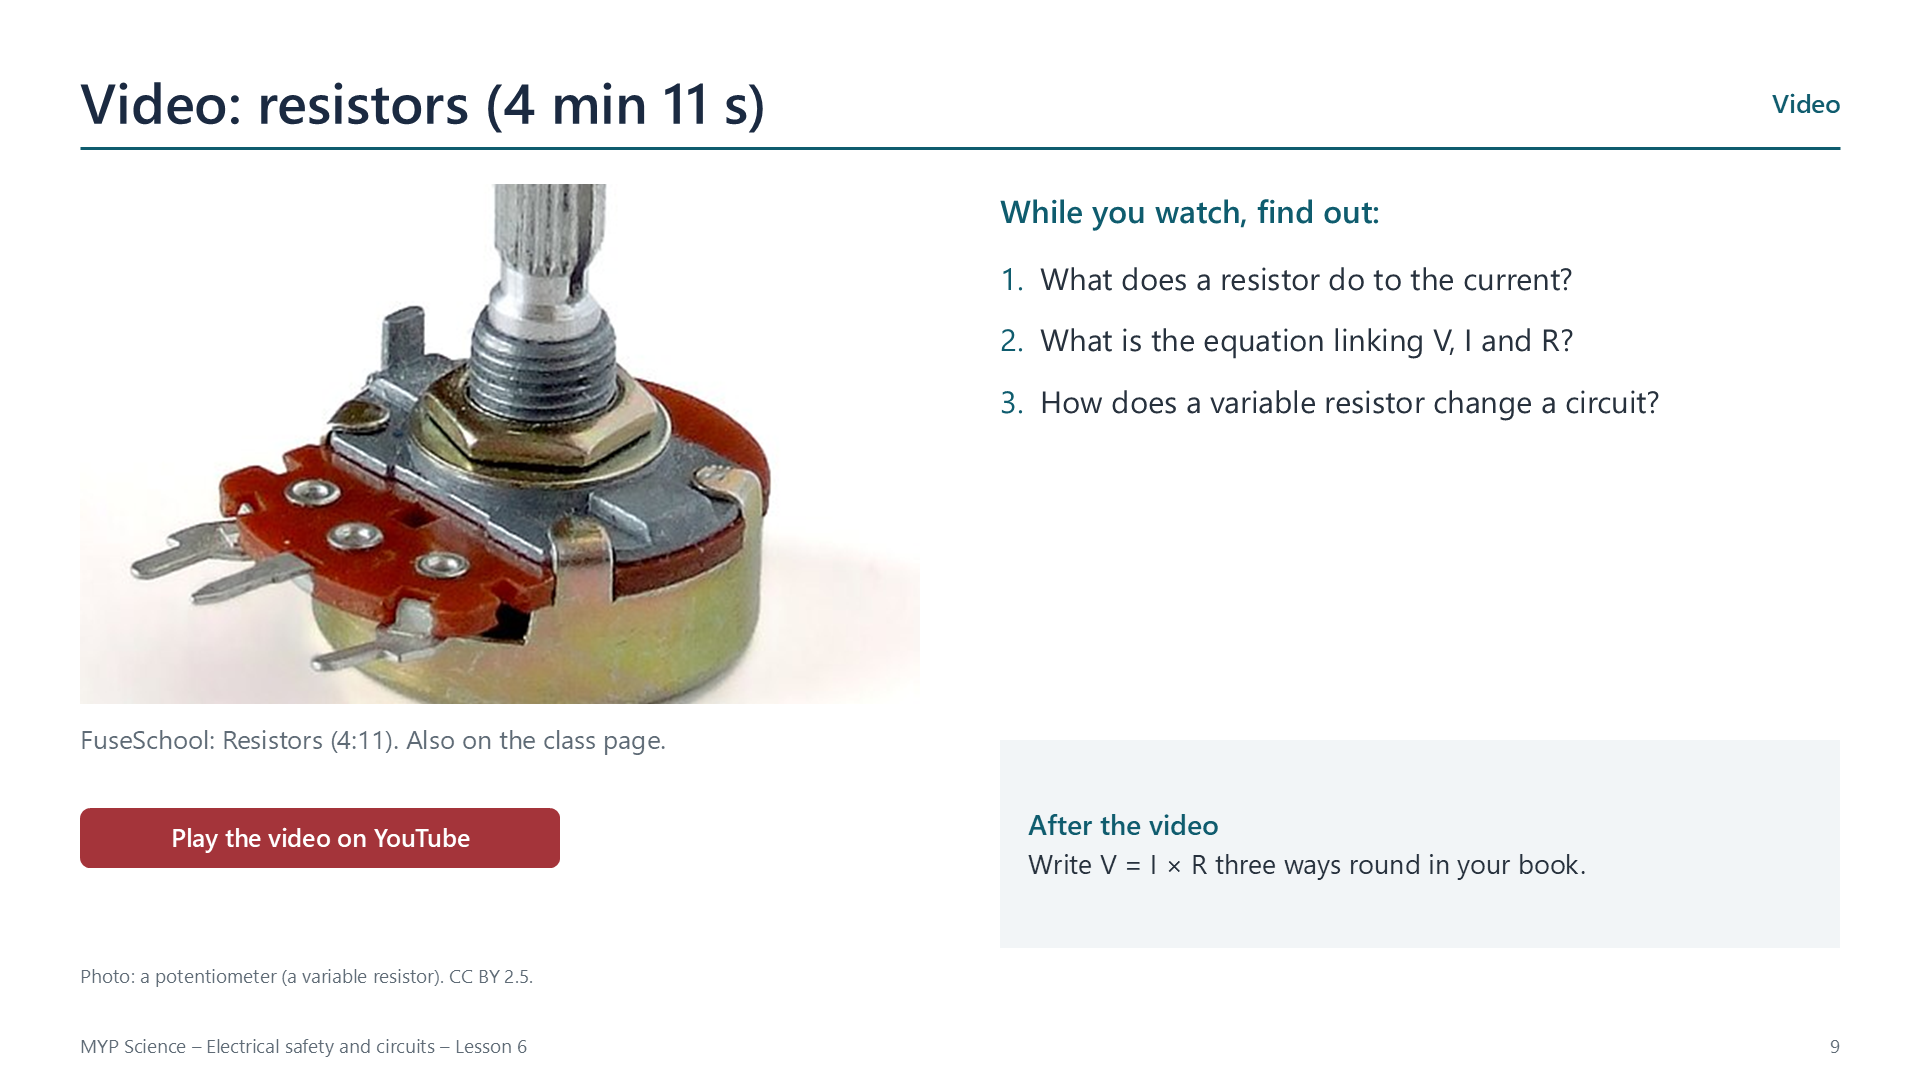 Video: resistors (4 min 11 s)
Video
While you watch, find out:
1. What does a resistor do to the current?
2. What is the equation linking V, I and R?
3. How does a variable resistor change a circuit?
FuseSchool: Resistors (4:11). Also on the class page.
Play the video on YouTube
After the video
Write V = I × R three ways round in your book.
Photo: a potentiometer (a variable resistor). CC BY 2.5.
MYP Science – Electrical safety and circuits – Lesson 6
9